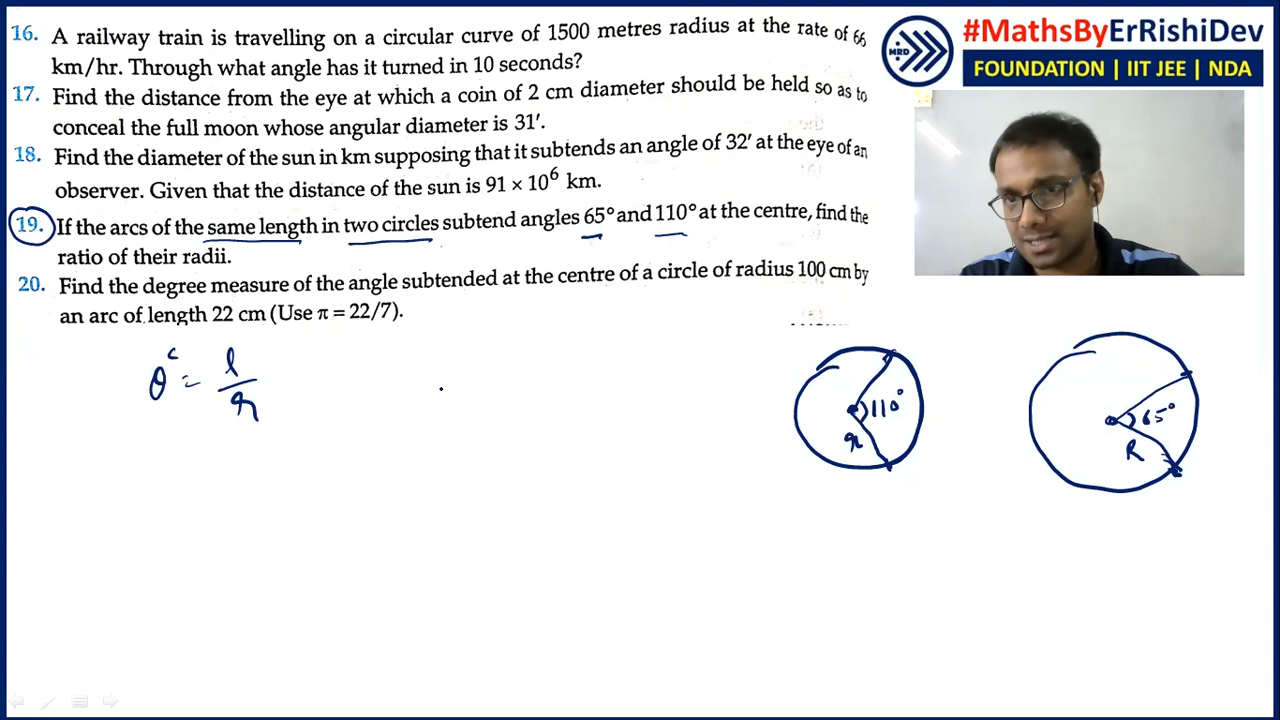 #MathsByErRishiDev
MRD
FOUNDATION | IIT JEE | NDA
16. A railway train is travelling on a circular curve of 1500 metres radius at the rate of 66
km/hr. Through what angle has it turned in 10 seconds?
17. Find the distance from the eye at which a coin of 2 cm diameter should be held so as to
conceal the full moon whose angular diameter is 31′.
18. Find the diameter of the sun in km supposing that it subtends an angle of 32′ at the eye of an
observer. Given that the distance of the sun is 91 × 10⁶ km.
19. If the arcs of the same length in two circles subtend angles 65° and 110° at the centre, find the
ratio of their radii.
20. Find the degree measure of the angle subtended at the centre of a circle of radius 100 cm by
an arc of length 22 cm (Use π = 22/7).
θᶜ = l/r
110°
r
65°
R